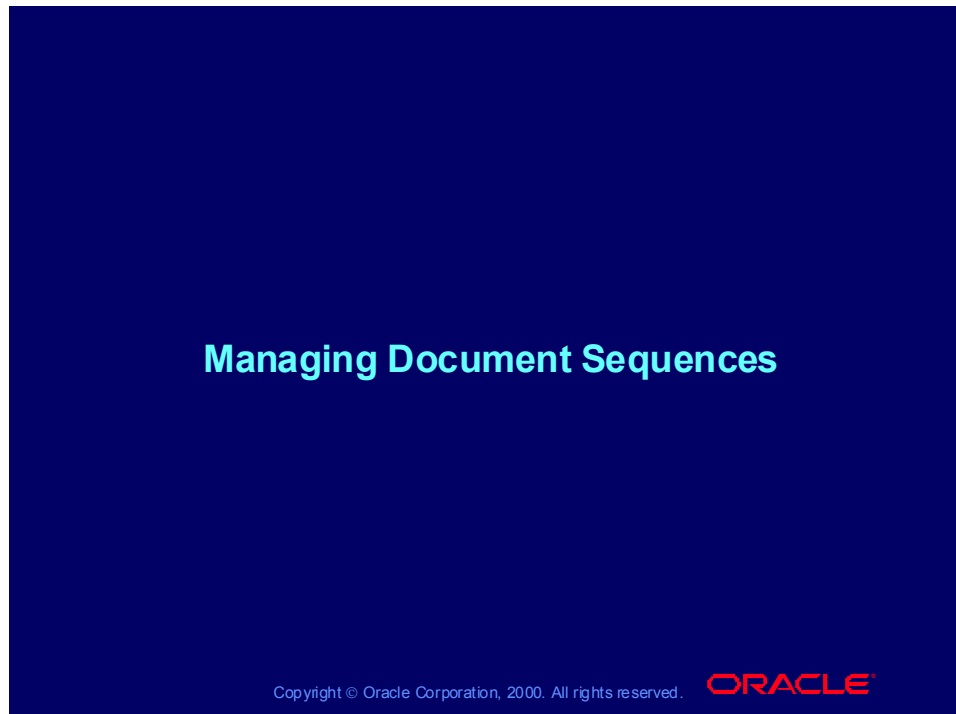 Managing Document Sequences
Copyright © Oracle Corporation, 2000. All rights reserved.
ORACLE®